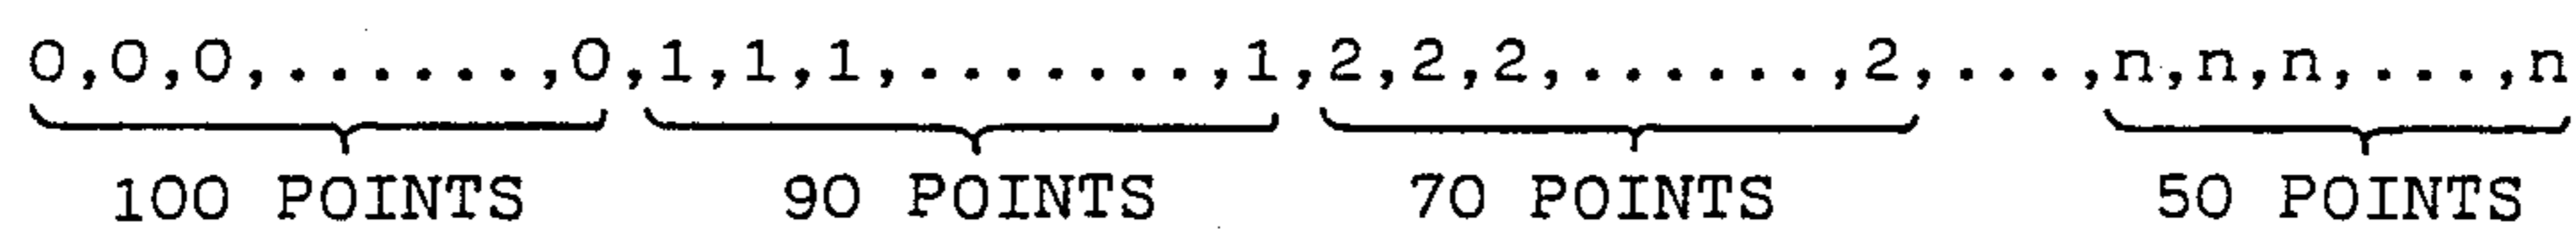 0,0,0,.......,0,1,1,1,........,1,2,2,2,.......,2,...,n,n,n,...,n
100 POINTS 90 POINTS 70 POINTS 50 POINTS